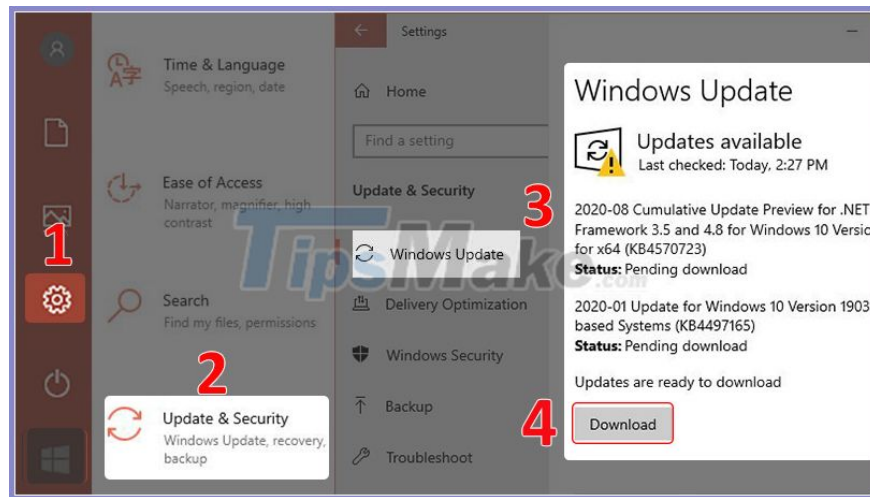 1
Time & Language
Speech, region, date
Ease of Access
Narrator, magnifier, high
contrast
Search
Find my files, permissions
2
Update & Security
Windows Update, recovery,
backup
Settings
Home
Find a setting
Update & Security
3
Windows Update
Delivery Optimization
Windows Security
Backup
Troubleshoot
TipsMake.com
Windows Update
Updates available
Last checked: Today, 2:27 PM
2020-08 Cumulative Update Preview for .NET
Framework 3.5 and 4.8 for Windows 10 Versio
for x64 (KB4570723)
Status: Pending download
2020-01 Update for Windows 10 Version 1903
based Systems (KB4497165)
Status: Pending download
Updates are ready to download
4
Download